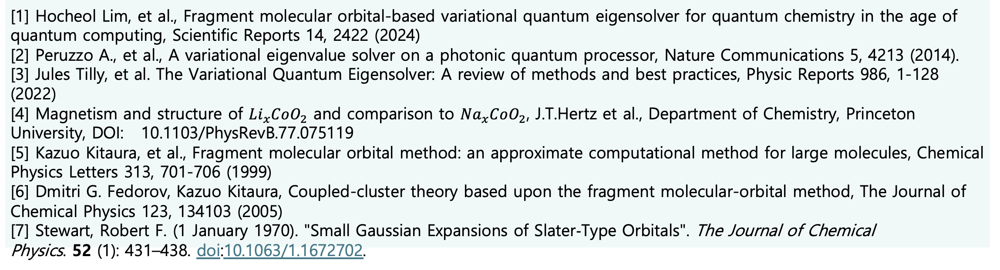 [1] Hocheol Lim, et al., Fragment molecular orbital-based variational quantum eigensolver for quantum chemistry in the age of
quantum computing, Scientific Reports 14, 2422 (2024)
[2] Peruzzo A., et al., A variational eigenvalue solver on a photonic quantum processor, Nature Communications 5, 4213 (2014).
[3] Jules Tilly, et al. The Variational Quantum Eigensolver: A review of methods and best practices, Physic Reports 986, 1-128
(2022)
[4] Magnetism and structure of LiₓCoO₂ and comparison to NaₓCoO₂, J.T.Hertz et al., Department of Chemistry, Princeton
University, DOI: 10.1103/PhysRevB.77.075119
[5] Kazuo Kitaura, et al., Fragment molecular orbital method: an approximate computational method for large molecules, Chemical
Physics Letters 313, 701-706 (1999)
[6] Dmitri G. Fedorov, Kazuo Kitaura, Coupled-cluster theory based upon the fragment molecular-orbital method, The Journal of
Chemical Physics 123, 134103 (2005)
[7] Stewart, Robert F. (1 January 1970). "Small Gaussian Expansions of Slater-Type Orbitals". The Journal of Chemical
Physics. 52 (1): 431–438. doi:10.1063/1.1672702.